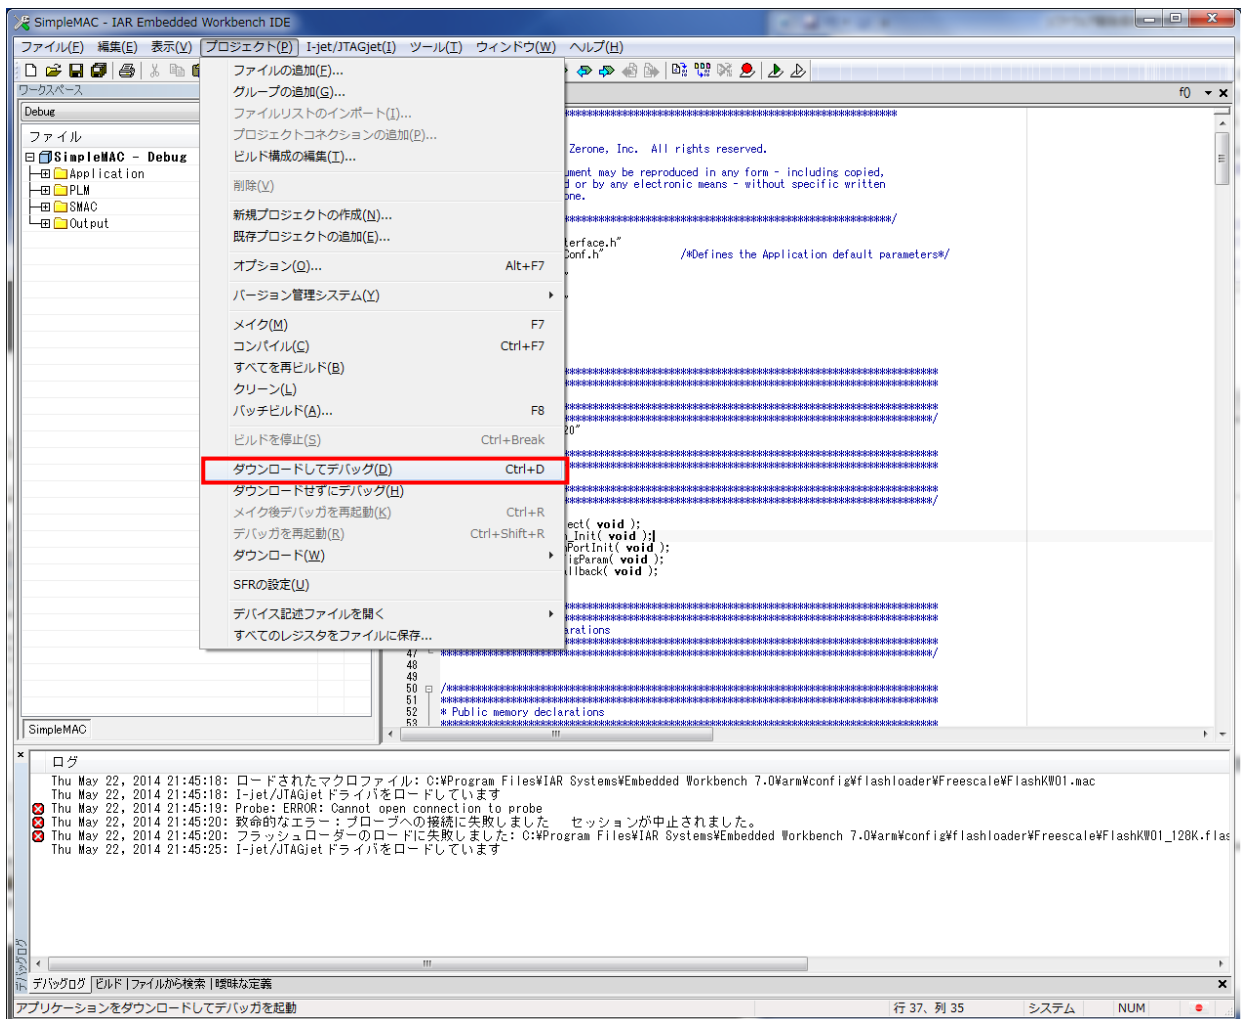 SimpleMAC - IAR Embedded Workbench IDE
ファイル(F) 編集(E) 表示(V) プロジェクト(P) I-jet/JTAGjet(I) ツール(T) ウィンドウ(W) ヘルプ(H)
ワークスペース
f()
Debug
ファイル
SimpleMAC - Debug
Application
PLM
SMAC
Output
SimpleMAC
ファイルの追加(F)...
グループの追加(G)...
ファイルリストのインポート(I)...
プロジェクトコネクションの追加(P)...
ビルド構成の編集(T)...
削除(V)
新規プロジェクトの作成(N)...
既存プロジェクトの追加(E)...
オプション(O)... Alt+F7
バージョン管理システム(Y)
メイク(M) F7
コンパイル(C) Ctrl+F7
すべてを再ビルド(B)
クリーン(L)
バッチビルド(A)... F8
ビルドを停止(S) Ctrl+Break
ダウンロードしてデバッグ(D) Ctrl+D
ダウンロードせずにデバッグ(H)
メイク後デバッガを再起動(K) Ctrl+R
デバッガを再起動(R) Ctrl+Shift+R
ダウンロード(W)
SFRの設定(U)
デバイス記述ファイルを開く
すべてのレジスタをファイルに保存...
Zerone, Inc.  All rights reserved.
ument may be reproduced in any form - including copied,
d or by any electronic means - without specific written
one.
terface.h"
Conf.h" /*Defines the Application default parameters*/
20"
ect( void );
_Init( void );
PortInit( void );
igParam( void );
llback( void );
arations
47
48
49
50
51
52 * Public memory declarations
53
ログ
Thu May 22, 2014 21:45:18: ロードされたマクロファイル: C:¥Program Files¥IAR Systems¥Embedded Workbench 7.0¥arm¥config¥flashloader¥Freescale¥FlashKW01.mac
Thu May 22, 2014 21:45:18: I-jet/JTAGjetドライバをロードしています
Thu May 22, 2014 21:45:19: Probe: ERROR: Cannot open connection to probe
Thu May 22, 2014 21:45:20: 致命的なエラー：プローブへの接続に失敗しました　セッションが中止されました。
Thu May 22, 2014 21:45:20: フラッシュローダーのロードに失敗しました: C:¥Program Files¥IAR Systems¥Embedded Workbench 7.0¥arm¥config¥flashloader¥Freescale¥FlashKW01_128K.flas
Thu May 22, 2014 21:45:25: I-jet/JTAGjetドライバをロードしています
デバッグログ
デバッグログ ビルド ファイルから検索 曖昧な定義
アプリケーションをダウンロードしてデバッガを起動 行 37、列 35 システム NUM